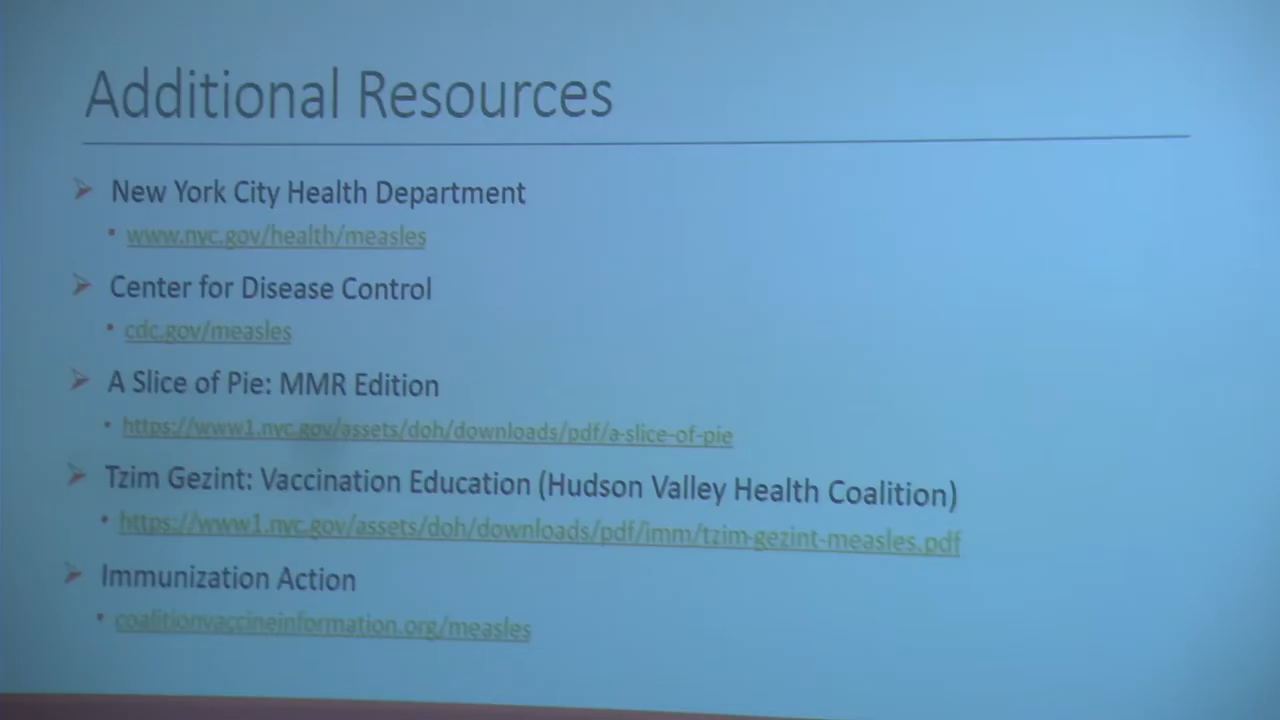 Additional Resources
New York City Health Department
www.nyc.gov/health/measles
Center for Disease Control
cdc.gov/measles
A Slice of Pie: MMR Edition
https://www1.nyc.gov/assets/doh/downloads/pdf/a-slice-of-pie
Tzim Gezint: Vaccination Education (Hudson Valley Health Coalition)
https://www1.nyc.gov/assets/doh/downloads/pdf/imm/tzim-gezint-measles.pdf
Immunization Action
coalitionvaccineinformation.org/measles